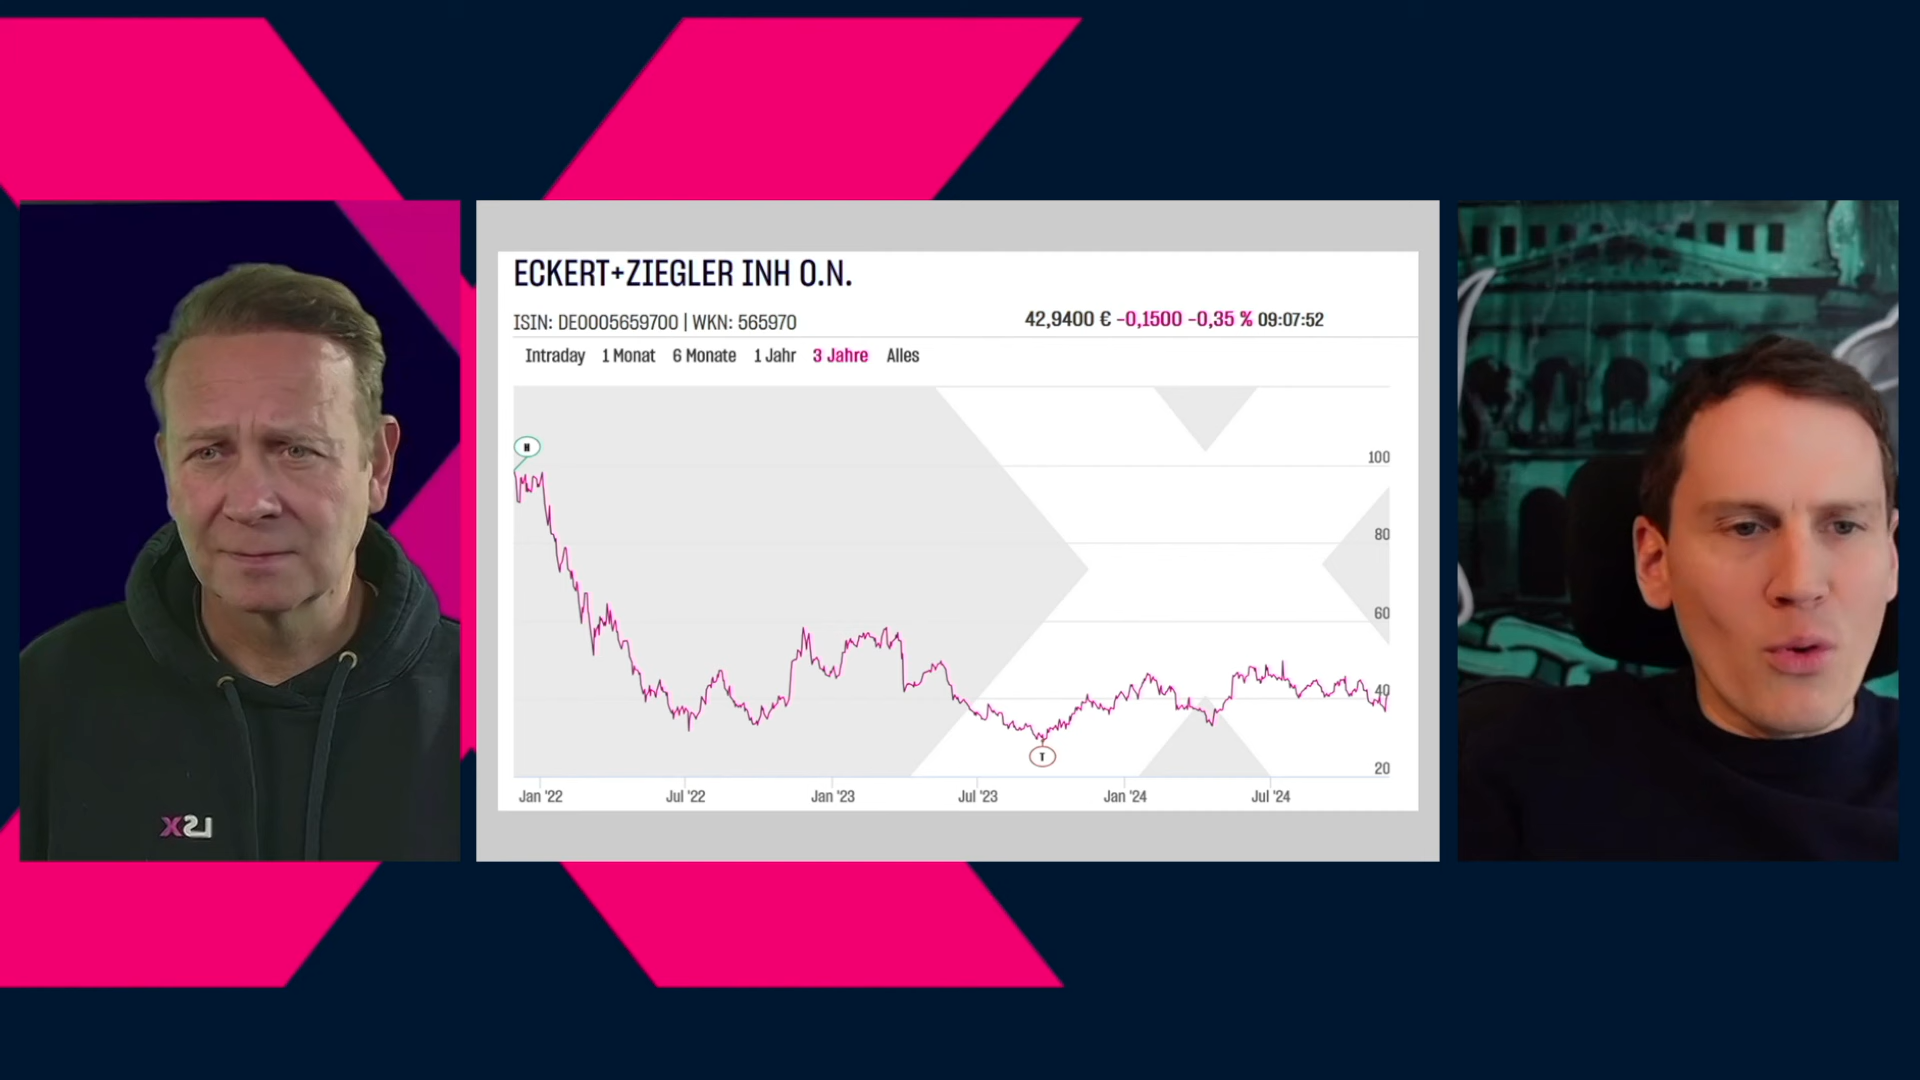 ECKERT+ZIEGLER INH O.N.
ISIN: DE0005659700 | WKN: 565970
42,9400 € -0,1500 -0,35 % 09:07:52
Intraday 1 Monat 6 Monate 1 Jahr 3 Jahre Alles
H
100
80
60
40
20
T
Jan '22 Jul '22 Jan '23 Jul '23 Jan '24 Jul '24
LSX